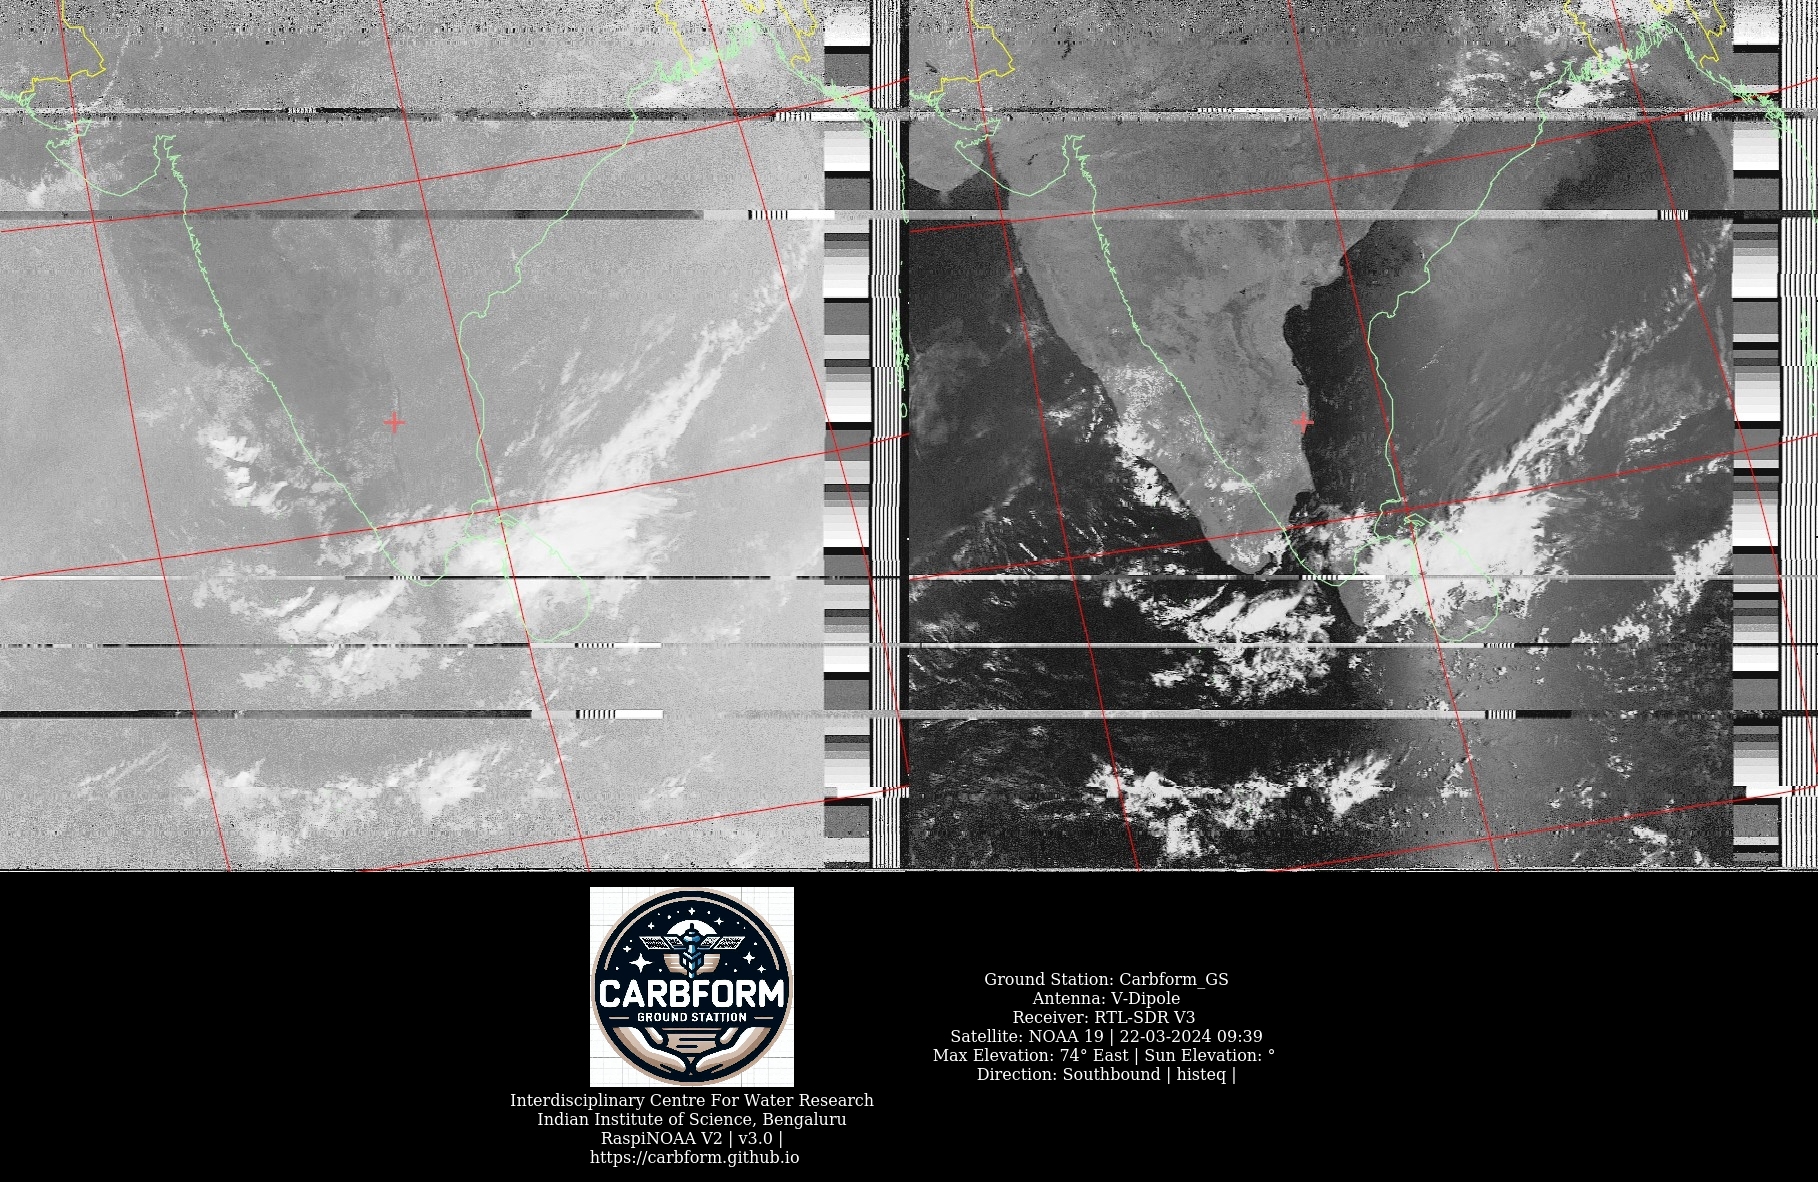 CARBFORM
GROUND STATTION
Interdisciplinary Centre For Water Research
Indian Institute of Science, Bengaluru
RaspiNOAA V2 | v3.0 |
https://carbform.github.io
Ground Station: Carbform_GS
Antenna: V-Dipole
Receiver: RTL-SDR V3
Satellite: NOAA 19 | 22-03-2024 09:39
Max Elevation: 74° East | Sun Elevation: °
Direction: Southbound | histeq |